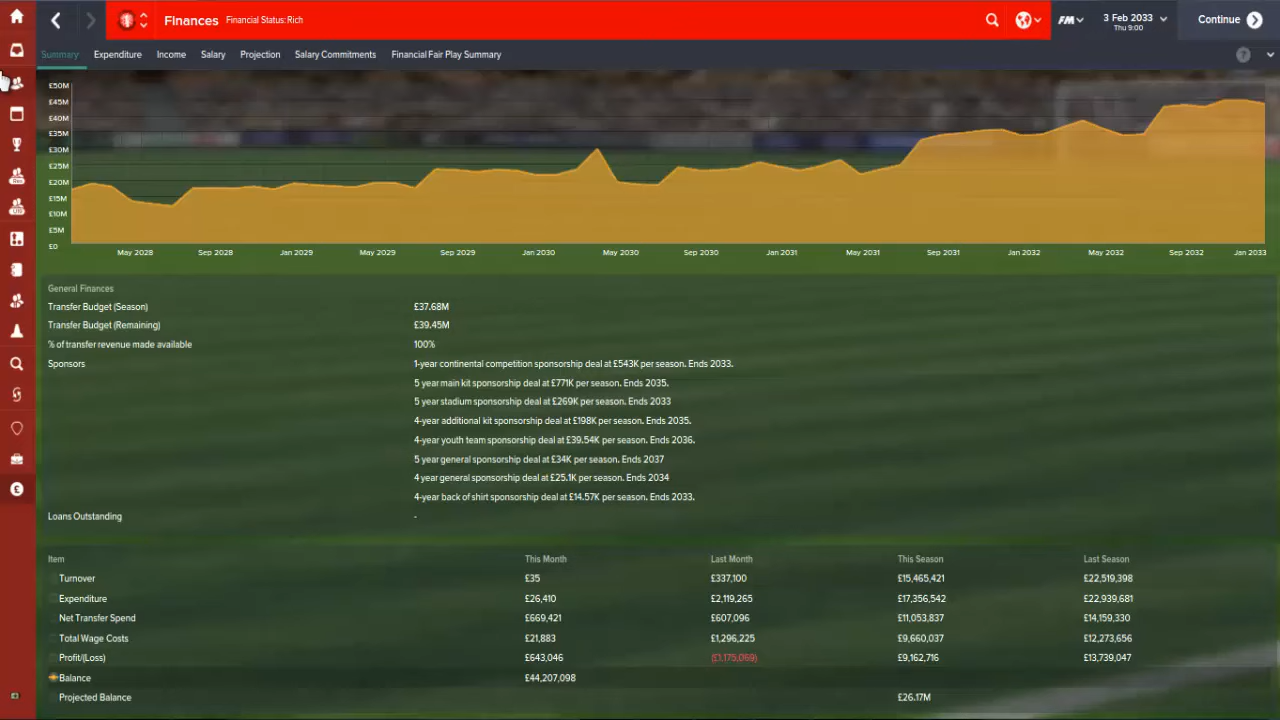 Finances Financial Status: Rich FM 3 Feb 2033 Continue
Thu 9:00
Summary Expenditure Income Salary Projection Salary Commitments Financial Fair Play Summary ?
£50M
£45M
£40M
£35M
£30M
£25M
£20M
£15M
£10M
£5M
£0
May 2028 Sep 2028 Jan 2029 May 2029 Sep 2029 Jan 2030 May 2030 Sep 2030 Jan 2031 May 2031 Sep 2031 Jan 2032 May 2032 Sep 2032 Jan 2033
General Finances
Transfer Budget (Season) £37.68M
Transfer Budget (Remaining) £39.45M
% of transfer revenue made available 100%
Sponsors 1-year continental competition sponsorship deal at £543K per season. Ends 2033.
5 year main kit sponsorship deal at £771K per season. Ends 2035.
5 year stadium sponsorship deal at £269K per season. Ends 2033
4-year additional kit sponsorship deal at £198K per season. Ends 2035.
4-year youth team sponsorship deal at £39.54K per season. Ends 2036.
5 year general sponsorship deal at £34K per season. Ends 2037
4 year general sponsorship deal at £25.1K per season. Ends 2034
4-year back of shirt sponsorship deal at £14.57K per season. Ends 2033.
Loans Outstanding -
Item This Month Last Month This Season Last Season
Turnover £35 £337,100 £15,465,421 £22,519,398
Expenditure £26,410 £2,119,265 £17,356,542 £22,939,681
Net Transfer Spend £669,421 £607,096 £11,053,837 £14,159,330
Total Wage Costs £21,883 £1,296,225 £9,660,037 £12,273,656
Profit/(Loss) £643,046 (£1,175,069) £9,162,716 £13,739,047
Balance £44,207,098
Projected Balance £26.17M